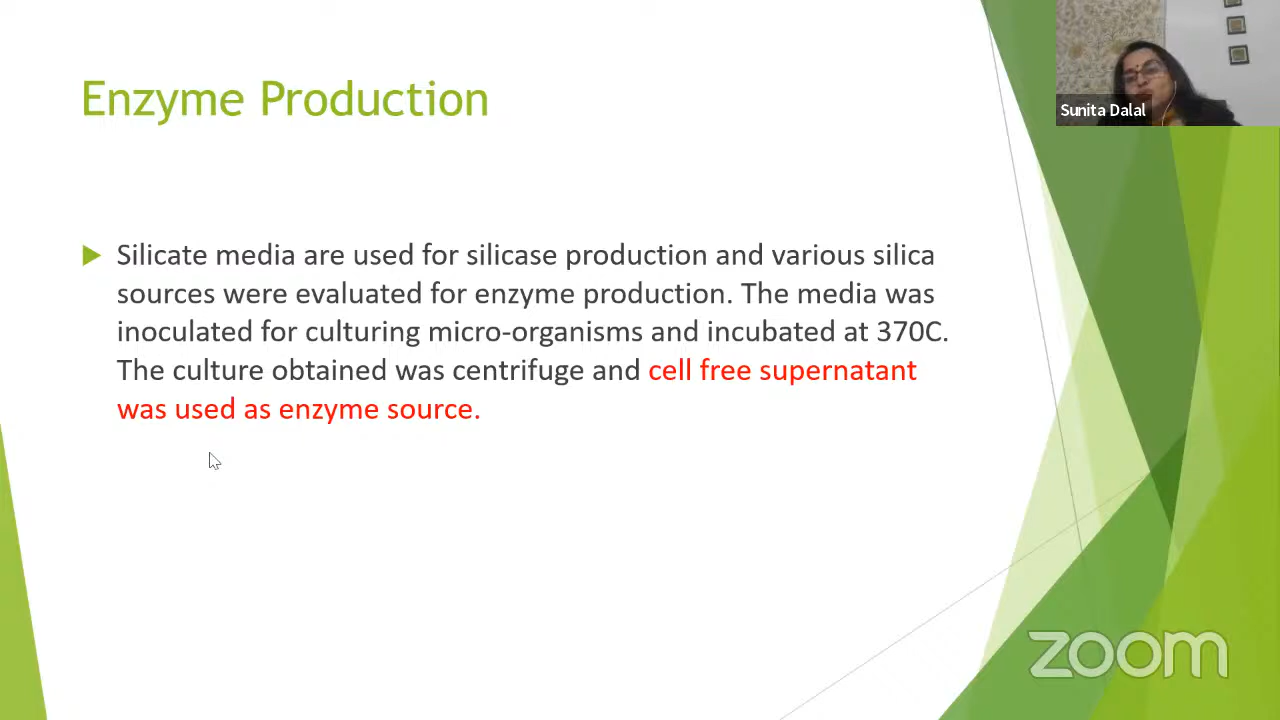 Enzyme Production
Silicate media are used for silicase production and various silica
sources were evaluated for enzyme production. The media was
inoculated for culturing micro-organisms and incubated at 370C.
The culture obtained was centrifuge and cell free supernatant
was used as enzyme source.
Sunita Dalal
zoom